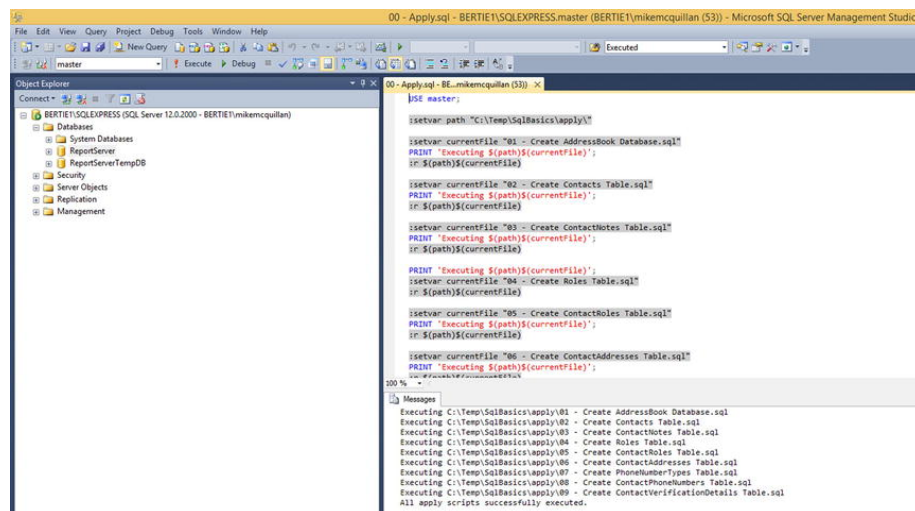 00 - Apply.sql - BERTIE1\SQLEXPRESS.master (BERTIE1\mikemcquillan (53)) - Microsoft SQL Server Management Studio
File Edit View Query Project Debug Tools Window Help
New Query Executed
master Execute Debug
Object Explorer
Connect
BERTIE1\SQLEXPRESS (SQL Server 12.0.2000 - BERTIE1\mikemcquillan)
Databases
System Databases
ReportServer
ReportServerTempDB
Security
Server Objects
Replication
Management
00 - Apply.sql - BE...mikemcquillan (53))
USE master;
:setvar path "C:\Temp\SqlBasics\apply\"
:setvar currentFile "01 - Create AddressBook Database.sql"
PRINT 'Executing $(path)$(currentFile)';
:r $(path)$(currentFile)
:setvar currentFile "02 - Create Contacts Table.sql"
PRINT 'Executing $(path)$(currentFile)';
:r $(path)$(currentFile)
:setvar currentFile "03 - Create ContactNotes Table.sql"
PRINT 'Executing $(path)$(currentFile)';
:r $(path)$(currentFile)
PRINT 'Executing $(path)$(currentFile)';
:setvar currentFile "04 - Create Roles Table.sql"
:r $(path)$(currentFile)
:setvar currentFile "05 - Create ContactRoles Table.sql"
PRINT 'Executing $(path)$(currentFile)';
:r $(path)$(currentFile)
:setvar currentFile "06 - Create ContactAddresses Table.sql"
PRINT 'Executing $(path)$(currentFile)';
:r $(path)$(currentFile)
100 %
Messages
Executing C:\Temp\SqlBasics\apply\01 - Create AddressBook Database.sql
Executing C:\Temp\SqlBasics\apply\02 - Create Contacts Table.sql
Executing C:\Temp\SqlBasics\apply\03 - Create ContactNotes Table.sql
Executing C:\Temp\SqlBasics\apply\04 - Create Roles Table.sql
Executing C:\Temp\SqlBasics\apply\05 - Create ContactRoles Table.sql
Executing C:\Temp\SqlBasics\apply\06 - Create ContactAddresses Table.sql
Executing C:\Temp\SqlBasics\apply\07 - Create PhoneNumberTypes Table.sql
Executing C:\Temp\SqlBasics\apply\08 - Create ContactPhoneNumbers Table.sql
Executing C:\Temp\SqlBasics\apply\09 - Create ContactVerificationDetails Table.sql
All apply scripts successfully executed.